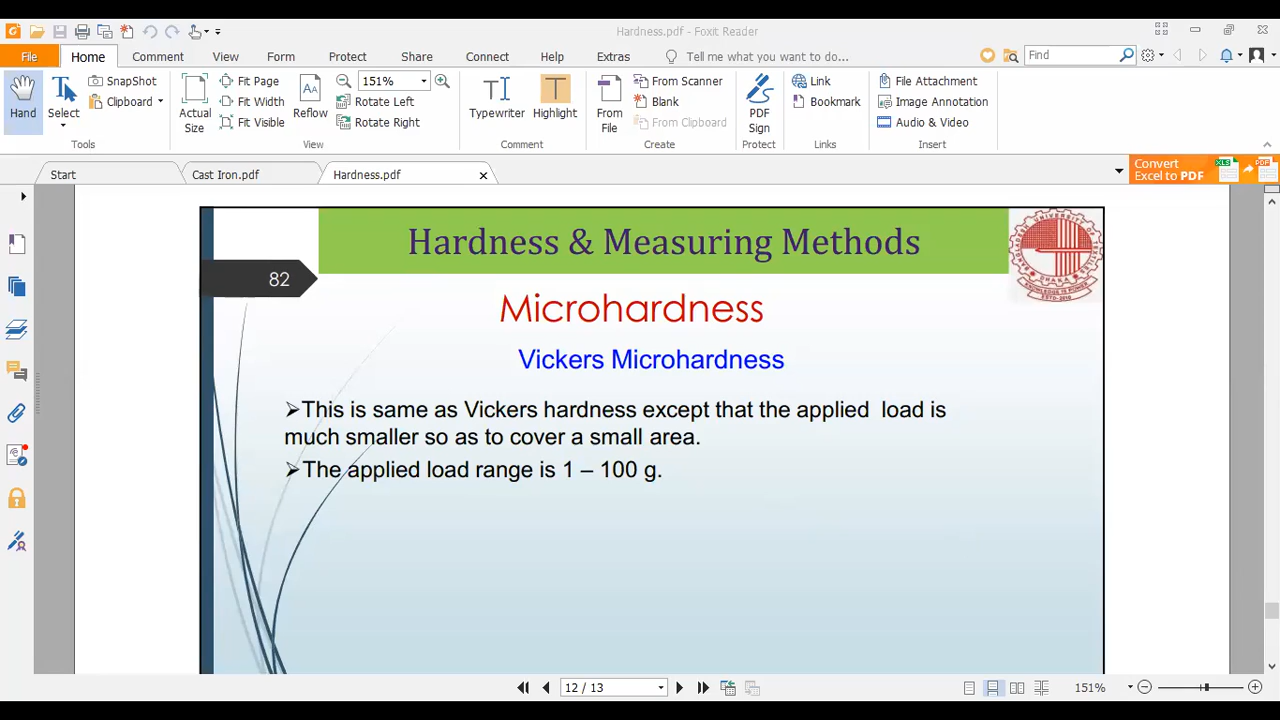 Hardness.pdf - Foxit Reader
File Home Comment View Form Protect Share Connect Help Extras Tell me what you want to do... Find
Hand
Select
SnapShot
Clipboard
Tools
Actual Size
Fit Page
Fit Width
Fit Visible
Reflow
151%
Rotate Left
Rotate Right
View
Typewriter
Highlight
Comment
From File
From Scanner
Blank
From Clipboard
Create
PDF Sign
Protect
Link
Bookmark
Links
File Attachment
Image Annotation
Audio & Video
Insert
Start Cast Iron.pdf Hardness.pdf
Convert
Excel to PDF
Hardness & Measuring Methods
82
Microhardness
Vickers Microhardness
➢This is same as Vickers hardness except that the applied load is
much smaller so as to cover a small area.
➢The applied load range is 1 – 100 g.
KNOWLEDGE IS POWER
ESTD-2010
12 / 13
151%